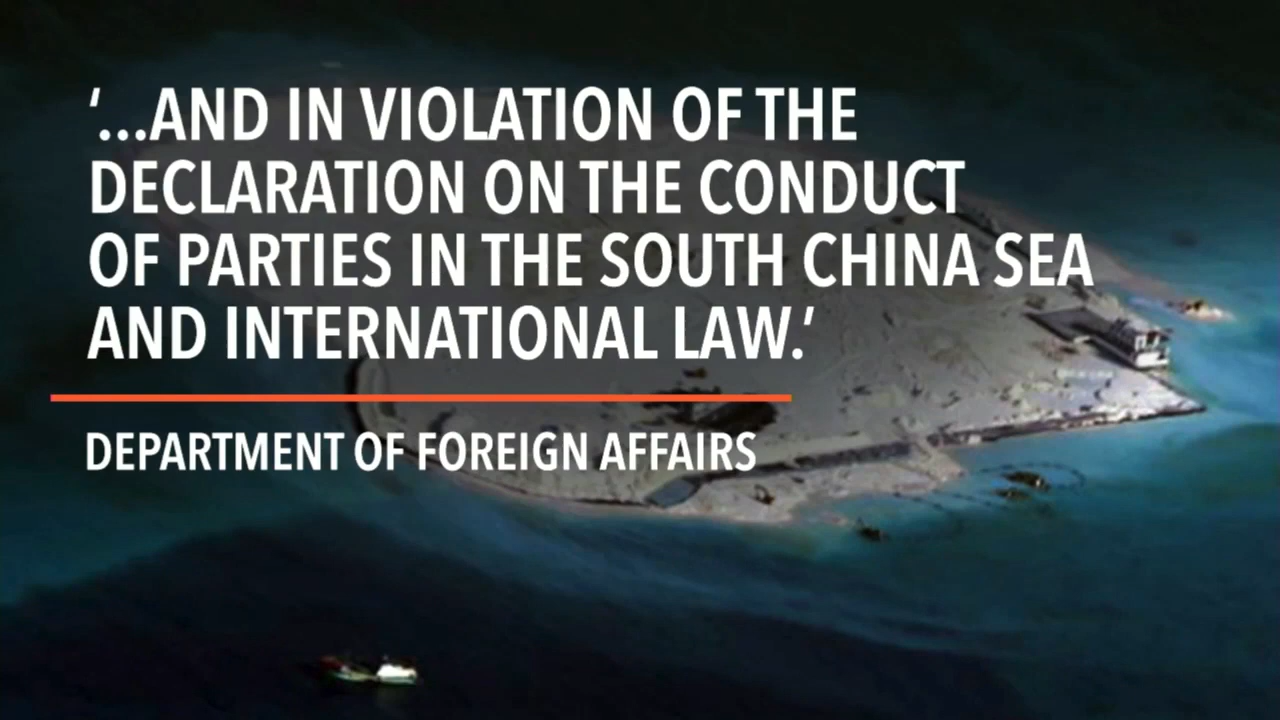 ‘...AND IN VIOLATION OF THE
DECLARATION ON THE CONDUCT
OF PARTIES IN THE SOUTH CHINA SEA
AND INTERNATIONAL LAW.’
DEPARTMENT OF FOREIGN AFFAIRS